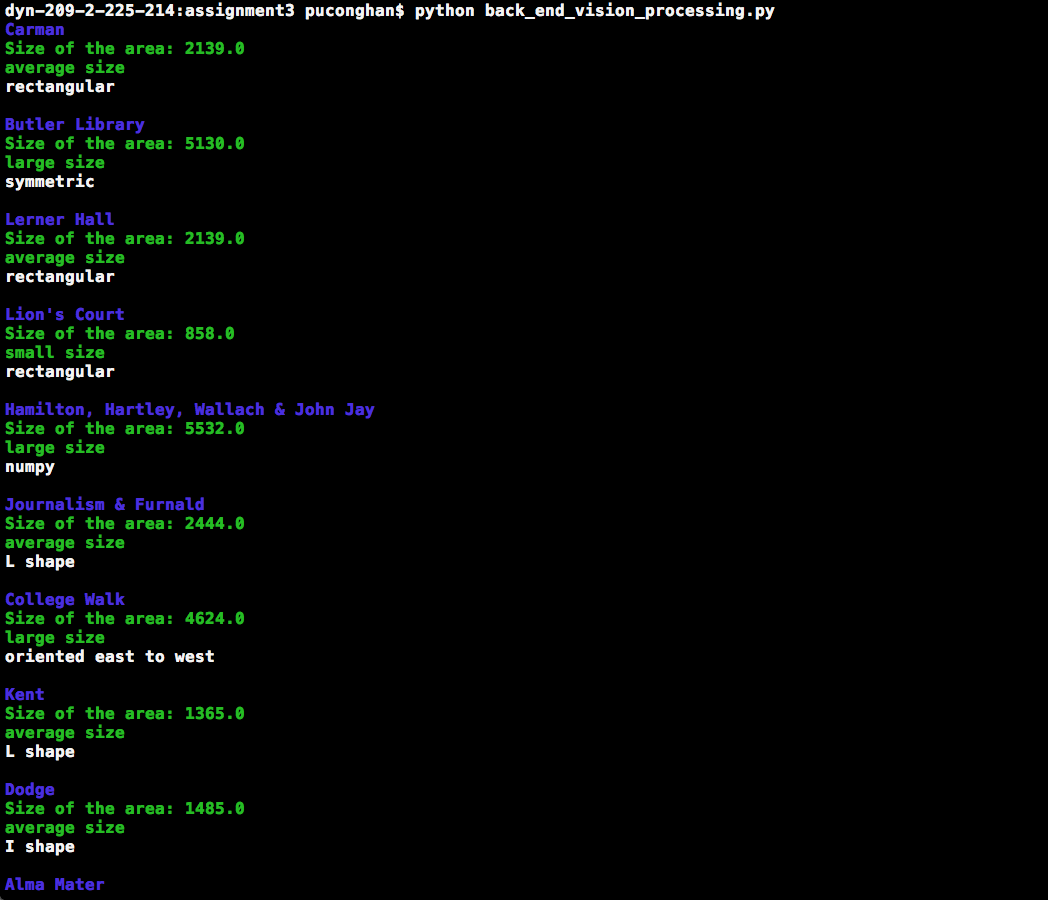 dyn-209-2-225-214:assignment3 puconghan$ python back_end_vision_processing.py
Carman
Size of the area: 2139.0
average size
rectangular
Butler Library
Size of the area: 5130.0
large size
symmetric
Lerner Hall
Size of the area: 2139.0
average size
rectangular
Lion's Court
Size of the area: 858.0
small size
rectangular
Hamilton, Hartley, Wallach & John Jay
Size of the area: 5532.0
large size
numpy
Journalism & Furnald
Size of the area: 2444.0
average size
L shape
College Walk
Size of the area: 4624.0
large size
oriented east to west
Kent
Size of the area: 1365.0
average size
L shape
Dodge
Size of the area: 1485.0
average size
I shape
Alma Mater